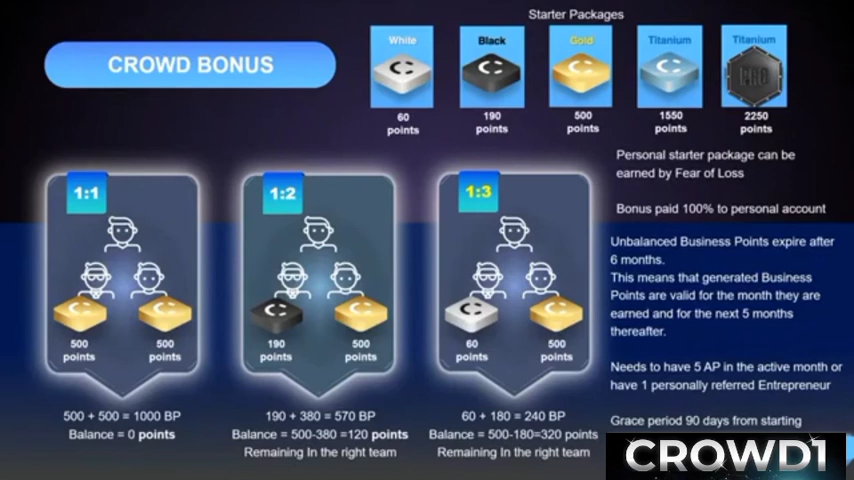 Starter Packages
CROWD BONUS
White
Black
Gold
Titanium
Titanium
PRO
60
points
190
points
500
points
1550
points
2250
points
Personal starter package can be
earned by Fear of Loss
Bonus paid 100% to personal account
Unbalanced Business Points expire after
6 months.
This means that generated Business
Points are valid for the month they are
earned and for the next 5 months
thereafter.
Needs to have 5 AP in the active month or
have 1 personally referred Entrepreneur
Grace period 90 days from starting
1:1
500
points
500
points
500 + 500 = 1000 BP
Balance = 0 points
1:2
190
points
500
points
190 + 380 = 570 BP
Balance = 500-380 =120 points
Remaining In the right team
1:3
60
points
500
points
60 + 180 = 240 BP
Balance = 500-180=320 points
Remaining In the right team
CROWD1